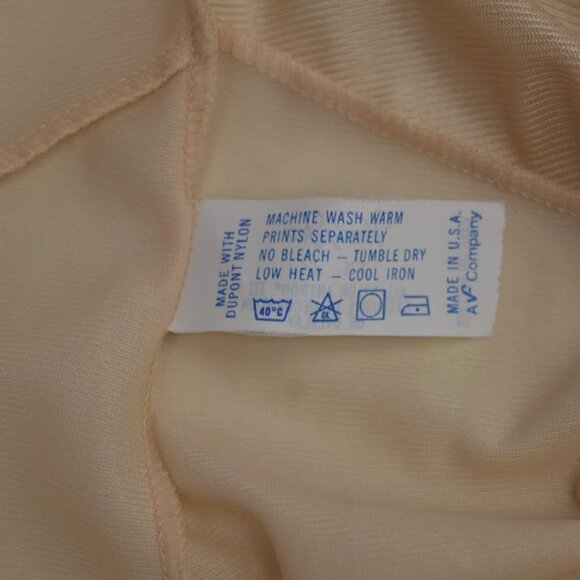 MADE WITH
DUPONT NYLON
MACHINE WASH WARM
PRINTS SEPARATELY
NO BLEACH — TUMBLE DRY
LOW HEAT — COOL IRON
40°C
CL
MADE IN U.S.A.
A VF Company